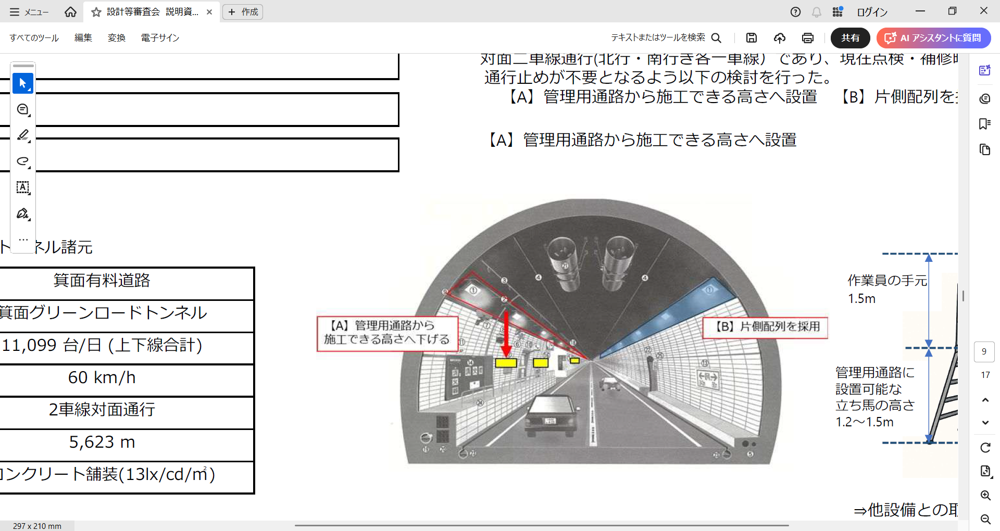 メニュー
設計等審査会 説明資...
作成
ログイン
すべてのツール
編集
変換
電子サイン
テキストまたはツールを検索
共有
AI アシスタントに質問
対面二車線通行(北行・南行き各一車線）であり、現在点検・補修
通行止めが不要となるよう以下の検討を行った。
【A】管理用通路から施工できる高さへ設置
【B】片側配列を
【A】管理用通路から施工できる高さへ設置
ネル諸元
箕面有料道路
箕面グリーンロードトンネル
11,099 台/日 (上下線合計)
60 km/h
2車線対面通行
5,623 m
コンクリート舗装(13lx/cd/㎡)
【A】管理用通路から
施工できる高さへ下げる
【B】片側配列を採用
作業員の手元
1.5m
管理用通路に
設置可能な
立ち馬の高さ
1.2～1.5m
⇒他設備との取
9
17
297 x 210 mm